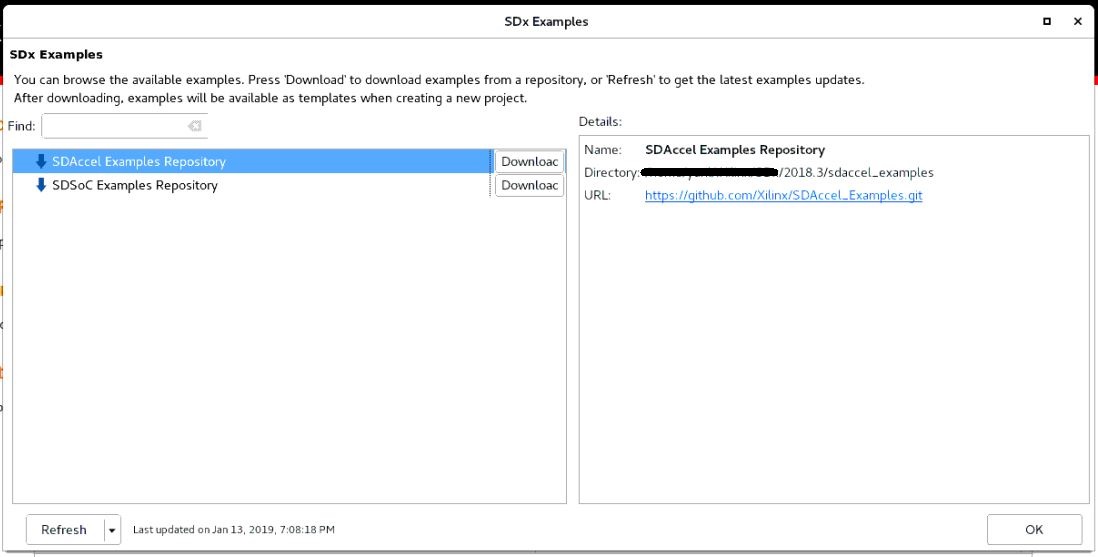 SDx Examples
SDx Examples
You can browse the available examples. Press 'Download' to download examples from a repository, or 'Refresh' to get the latest examples updates.
After downloading, examples will be available as templates when creating a new project.
Find:
SDAccel Examples Repository Downloac
SDSoC Examples Repository Downloac
Details:
Name: SDAccel Examples Repository
Directory: /2018.3/sdaccel_examples
URL: https://github.com/Xilinx/SDAccel_Examples.git
Refresh Last updated on Jan 13, 2019, 7:08:18 PM
OK